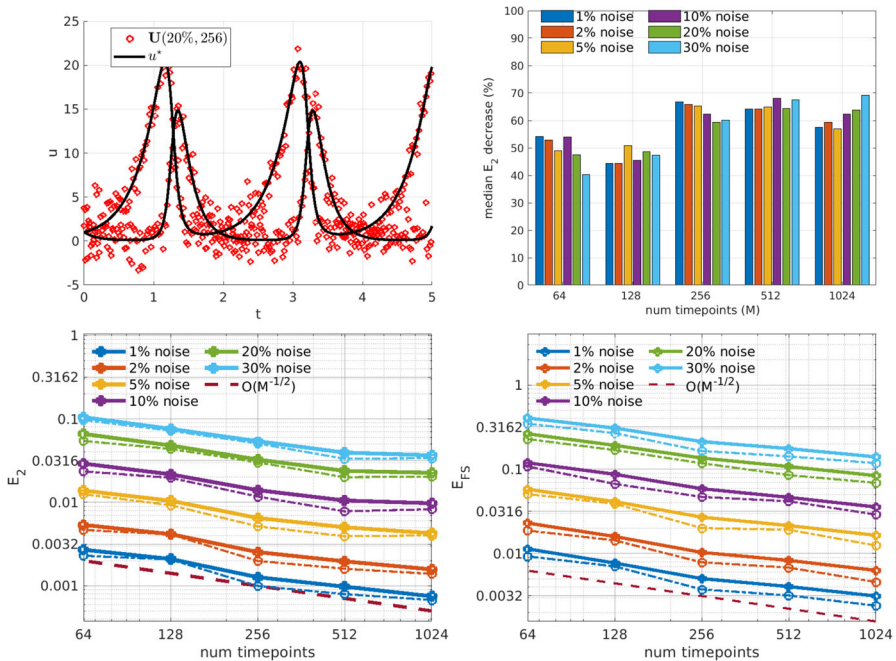 U(20%, 256)
u*
25
20
15
10
5
0
-5
u
0 1 2 3 4 5
t
1% noise 10% noise
2% noise 20% noise
5% noise 30% noise
100
90
80
70
60
50
40
30
20
10
0
median E2 decrease (%)
64 128 256 512 1024
num timepoints (M)
1% noise 20% noise
2% noise 30% noise
5% noise O(M^-1/2)
10% noise
1
0.3162
0.1
0.0316
0.01
0.0032
0.001
E2
64 128 256 512 1024
num timepoints
1% noise 20% noise
2% noise 30% noise
5% noise O(M^-1/2)
10% noise
1
0.3162
0.1
0.0316
0.01
0.0032
EFS
64 128 256 512 1024
num timepoints